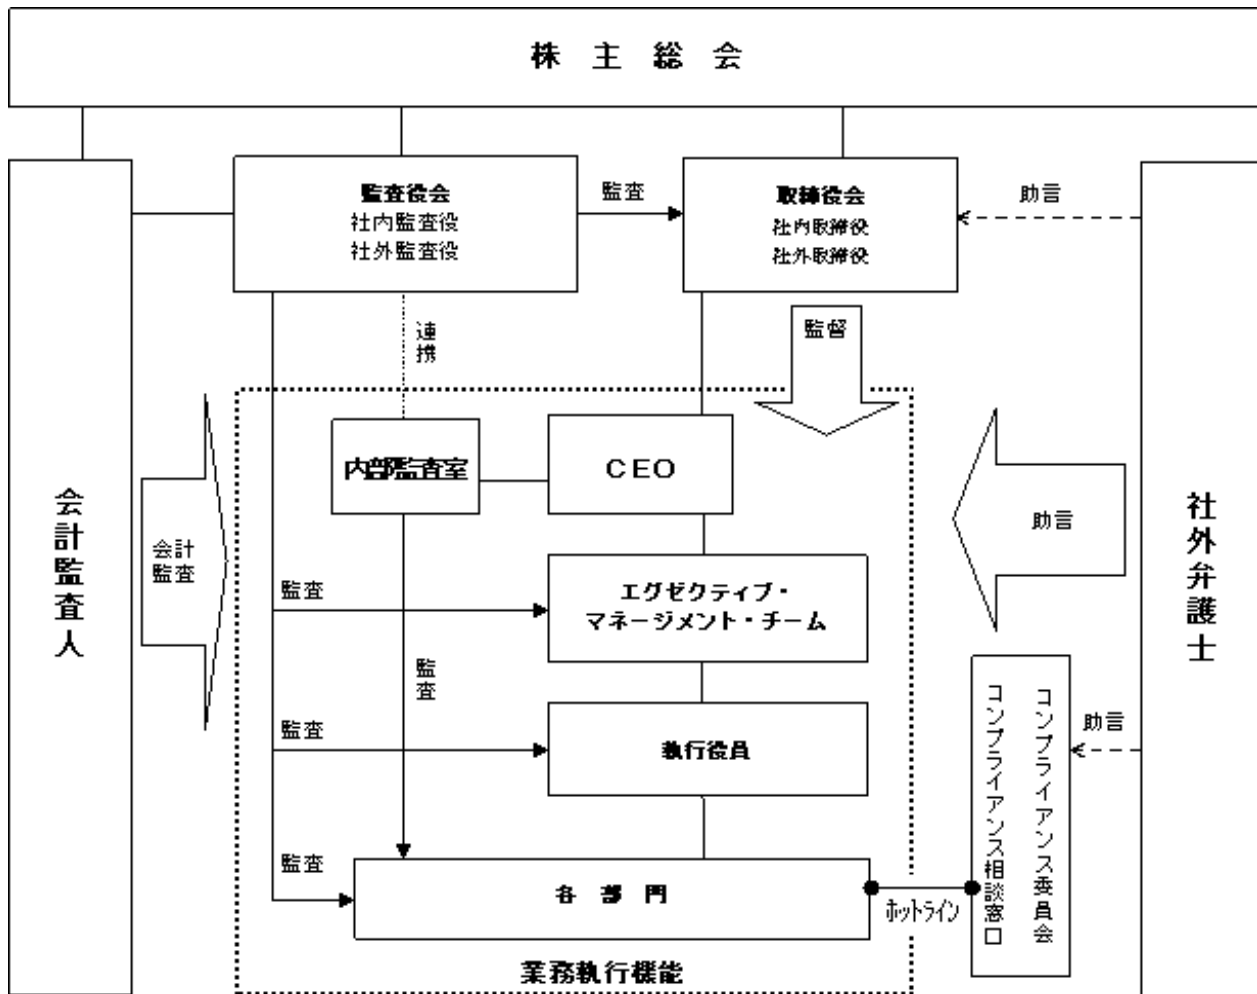 株主総会
監査役会
社内監査役
社外監査役
監査
取締役会
社内取締役
社外取締役
助言
連携
監督
内部監査室
CEO
会計監査人
会計
監査
助言
社外弁護士
監査
エグゼクティブ・
マネージメント・チーム
監査
監査
執行役員
コンプライアンス委員会
コンプライアンス相談窓口
助言
監査
各部門
ホットライン
業務執行機能